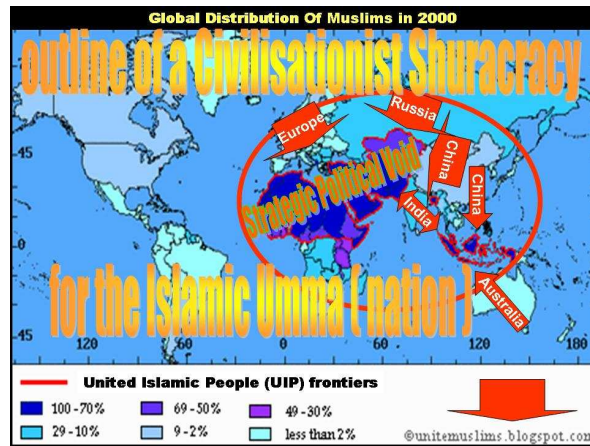 Global Distribution Of Muslims in 2000
outline of a Civilisationist Shuracracy
Europe
Russia
China
China
Strategic Political Void
India
Australia
for the Islamic Umma ( nation )
45
0
45
120
60
0
60
120
180
United Islamic People (UIP) frontiers
100 -70% 69 -50% 49 -30%
29 -10% 9 -2% less than 2%
©unitemuslims.blogspot.com